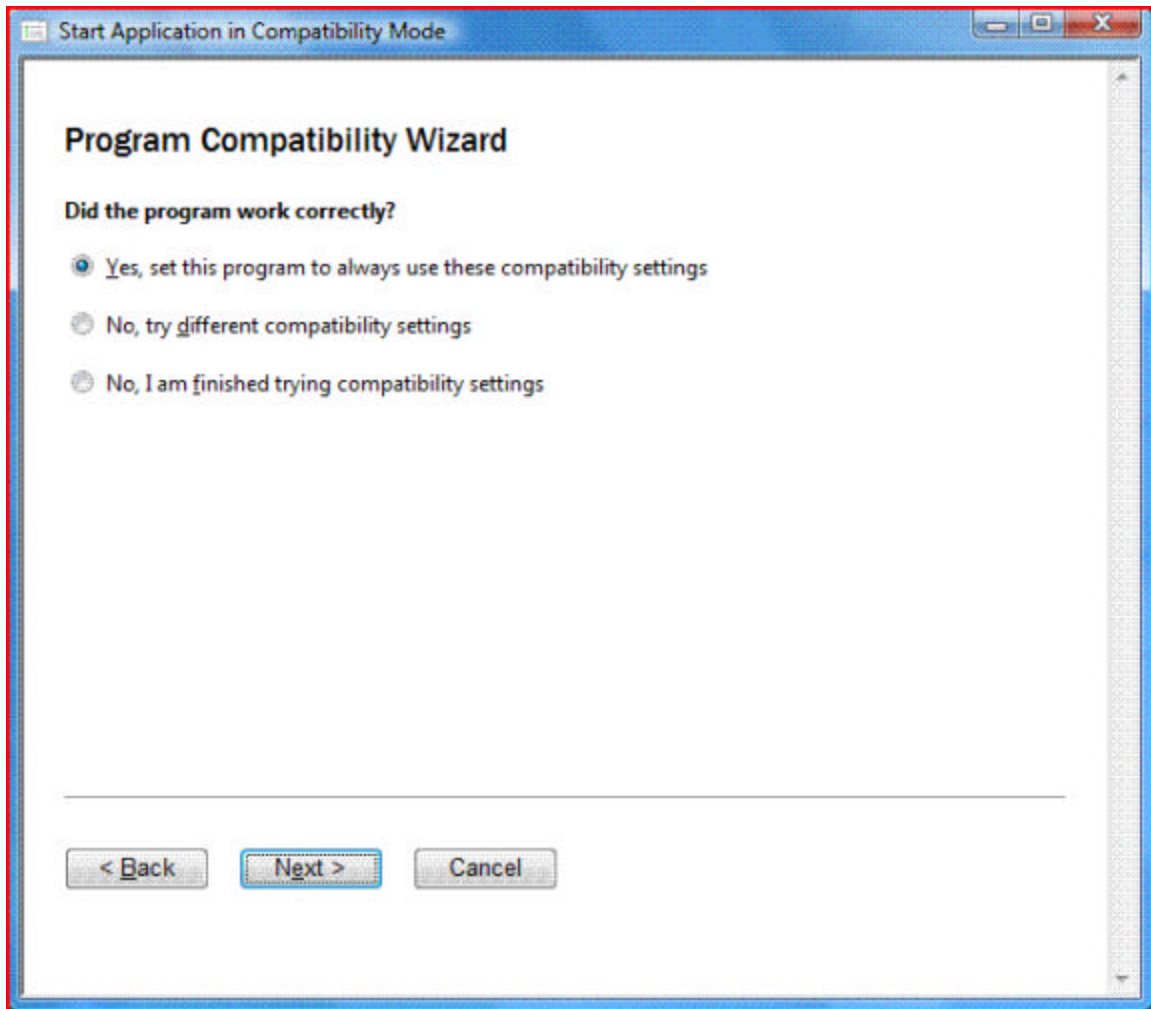 Start Application in Compatibility Mode
Program Compatibility Wizard
Did the program work correctly?
Yes, set this program to always use these compatibility settings
No, try different compatibility settings
No, I am finished trying compatibility settings
< Back
Next >
Cancel